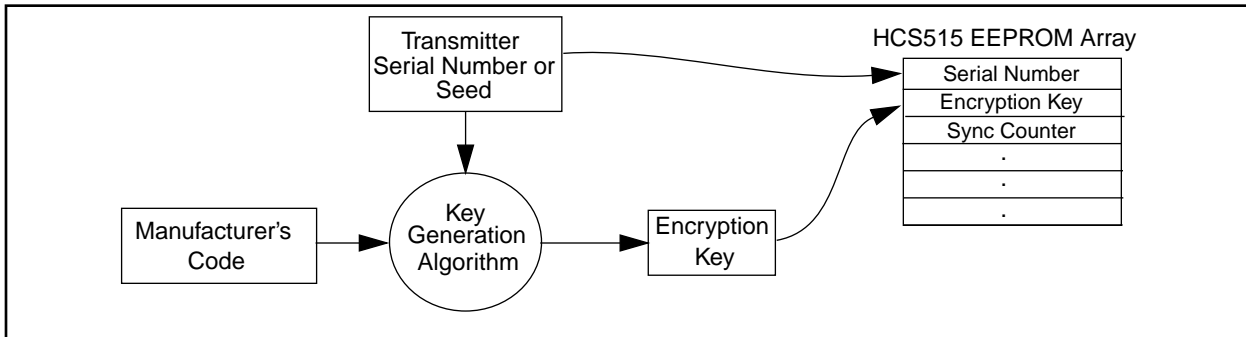 Transmitter
Serial Number or
Seed
HCS515 EEPROM Array
Serial Number
Encryption Key
Sync Counter
.
.
.
Manufacturer's
Code
Key
Generation
Algorithm
Encryption
Key